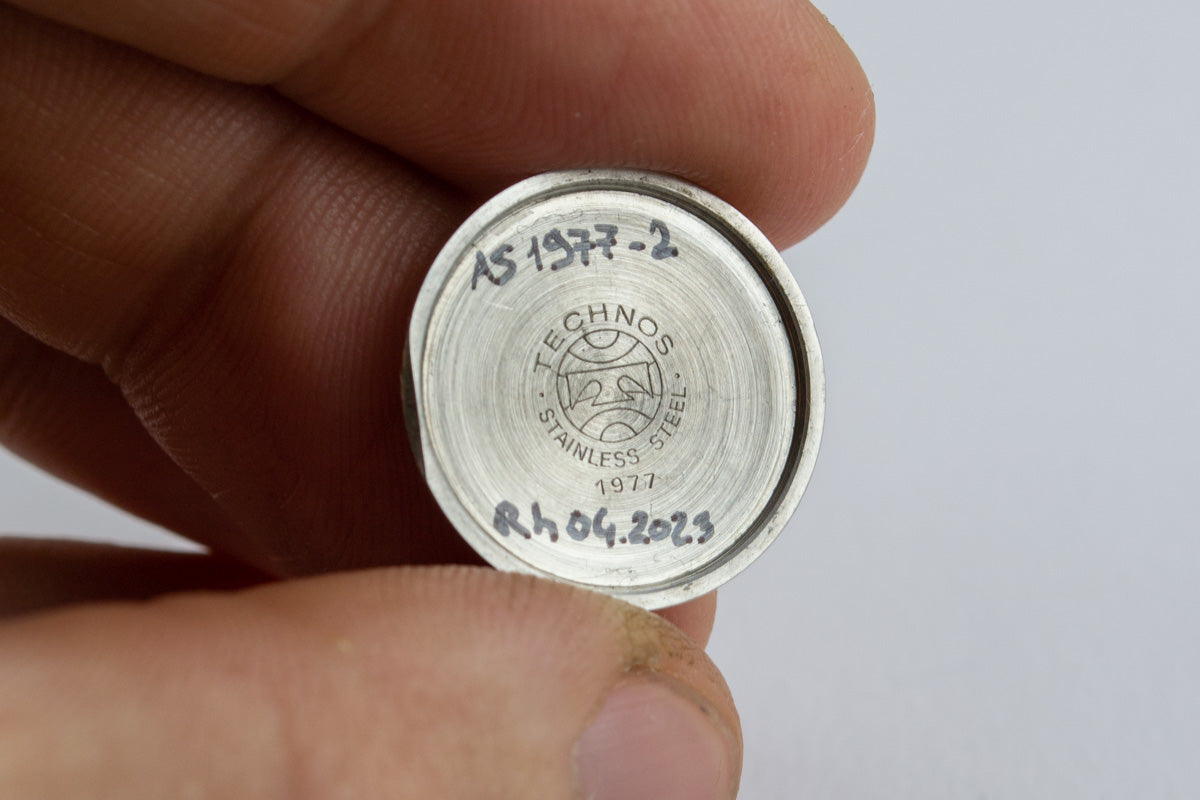 AS 1977-2
TECHNOS
· STAINLESS STEEL ·
1977
Rh 04.2023